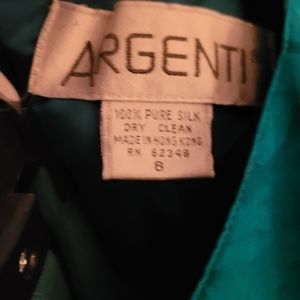 ARGENTI
100% PURE SILK
DRY CLEAN
MADE IN HONG KONG
RN 62348
8